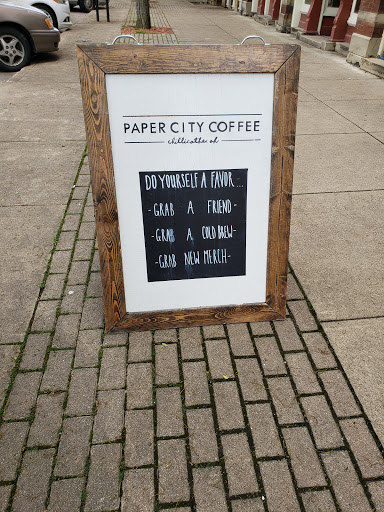 PAPER CITY COFFEE
chillicothe oh
DO YOURSELF A FAVOR...
-GRAB A FRIEND-
-GRAB A COLD BREW-
-GRAB NEW MERCH-